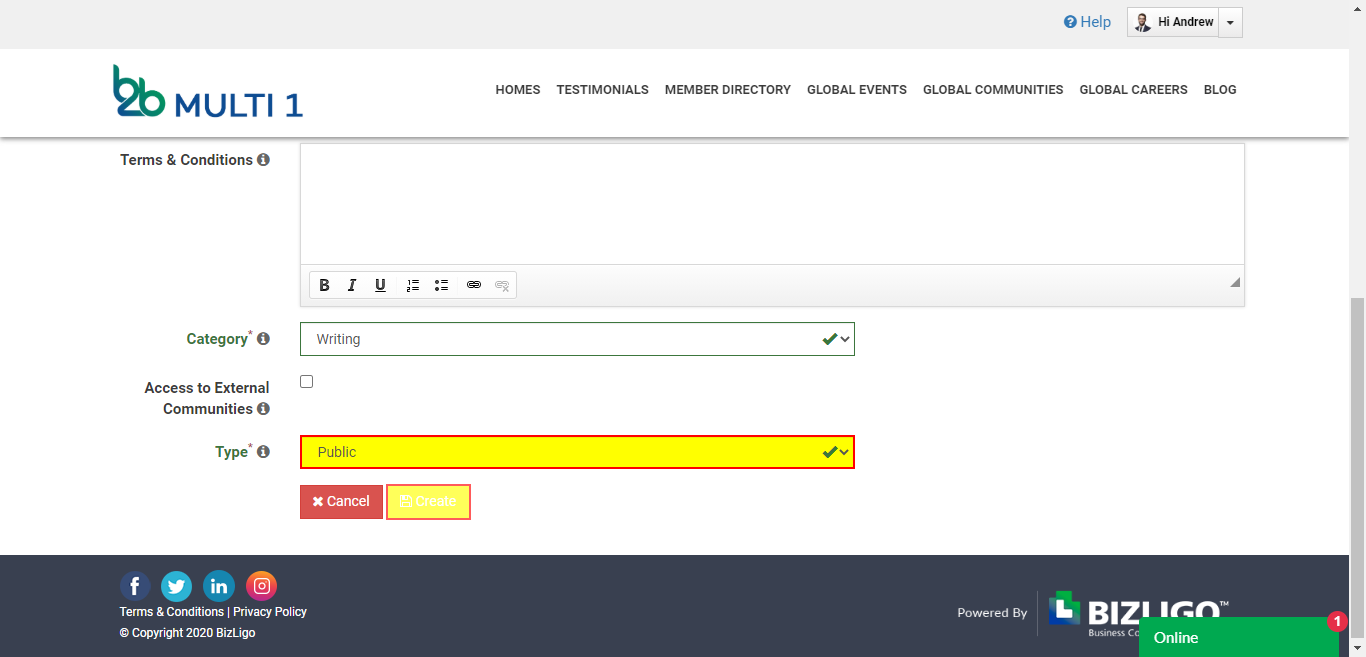 Help
Hi Andrew
b2b MULTI 1
HOMES TESTIMONIALS MEMBER DIRECTORY GLOBAL EVENTS GLOBAL COMMUNITIES GLOBAL CAREERS BLOG
Terms & Conditions
B I U
Category*
Writing
Access to External
Communities
Type*
Public
Cancel Create
Terms & Conditions | Privacy Policy
© Copyright 2020 BizLigo
Powered By
BIZLIGO™
Business
Online
1